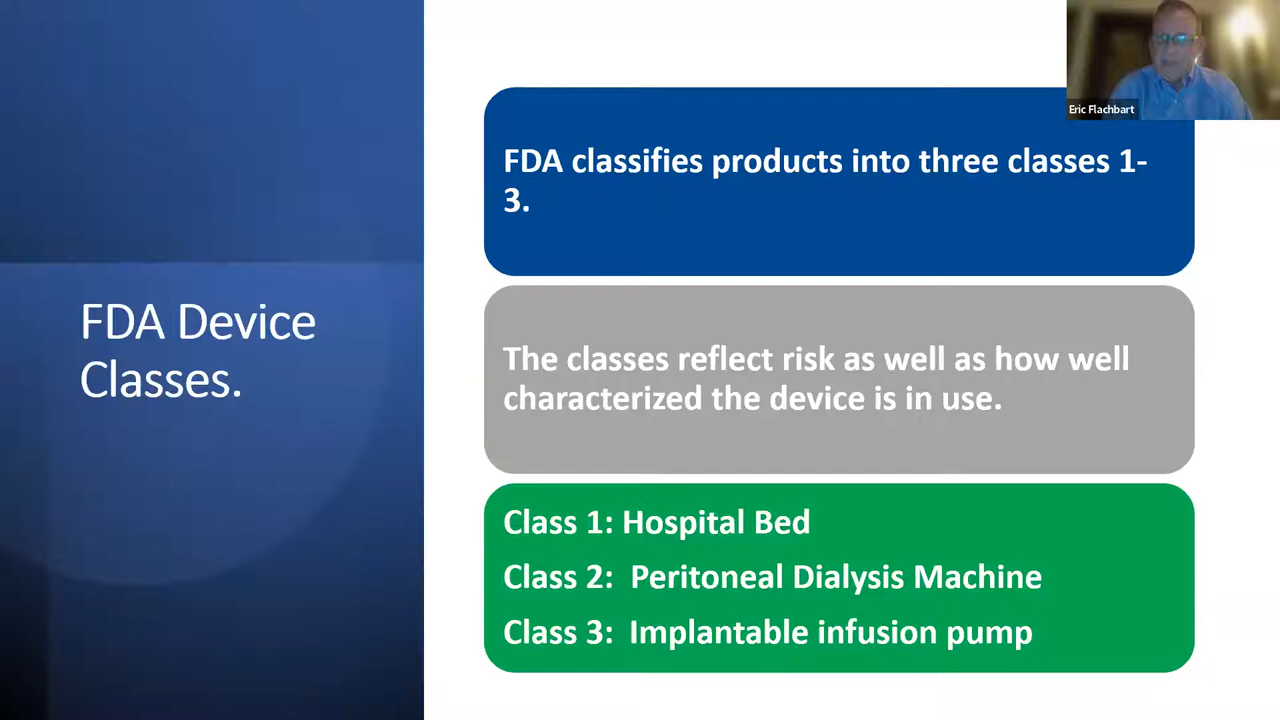 FDA Device
Classes.
Eric Flachbart
FDA classifies products into three classes 1-
3.
The classes reflect risk as well as how well
characterized the device is in use.
Class 1: Hospital Bed
Class 2:  Peritoneal Dialysis Machine
Class 3:  Implantable infusion pump